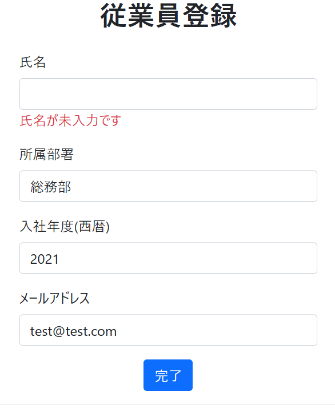 従業員登録
氏名
氏名が未入力です
所属部署
総務部
入社年度(西暦)
2021
メールアドレス
test@test.com
完了